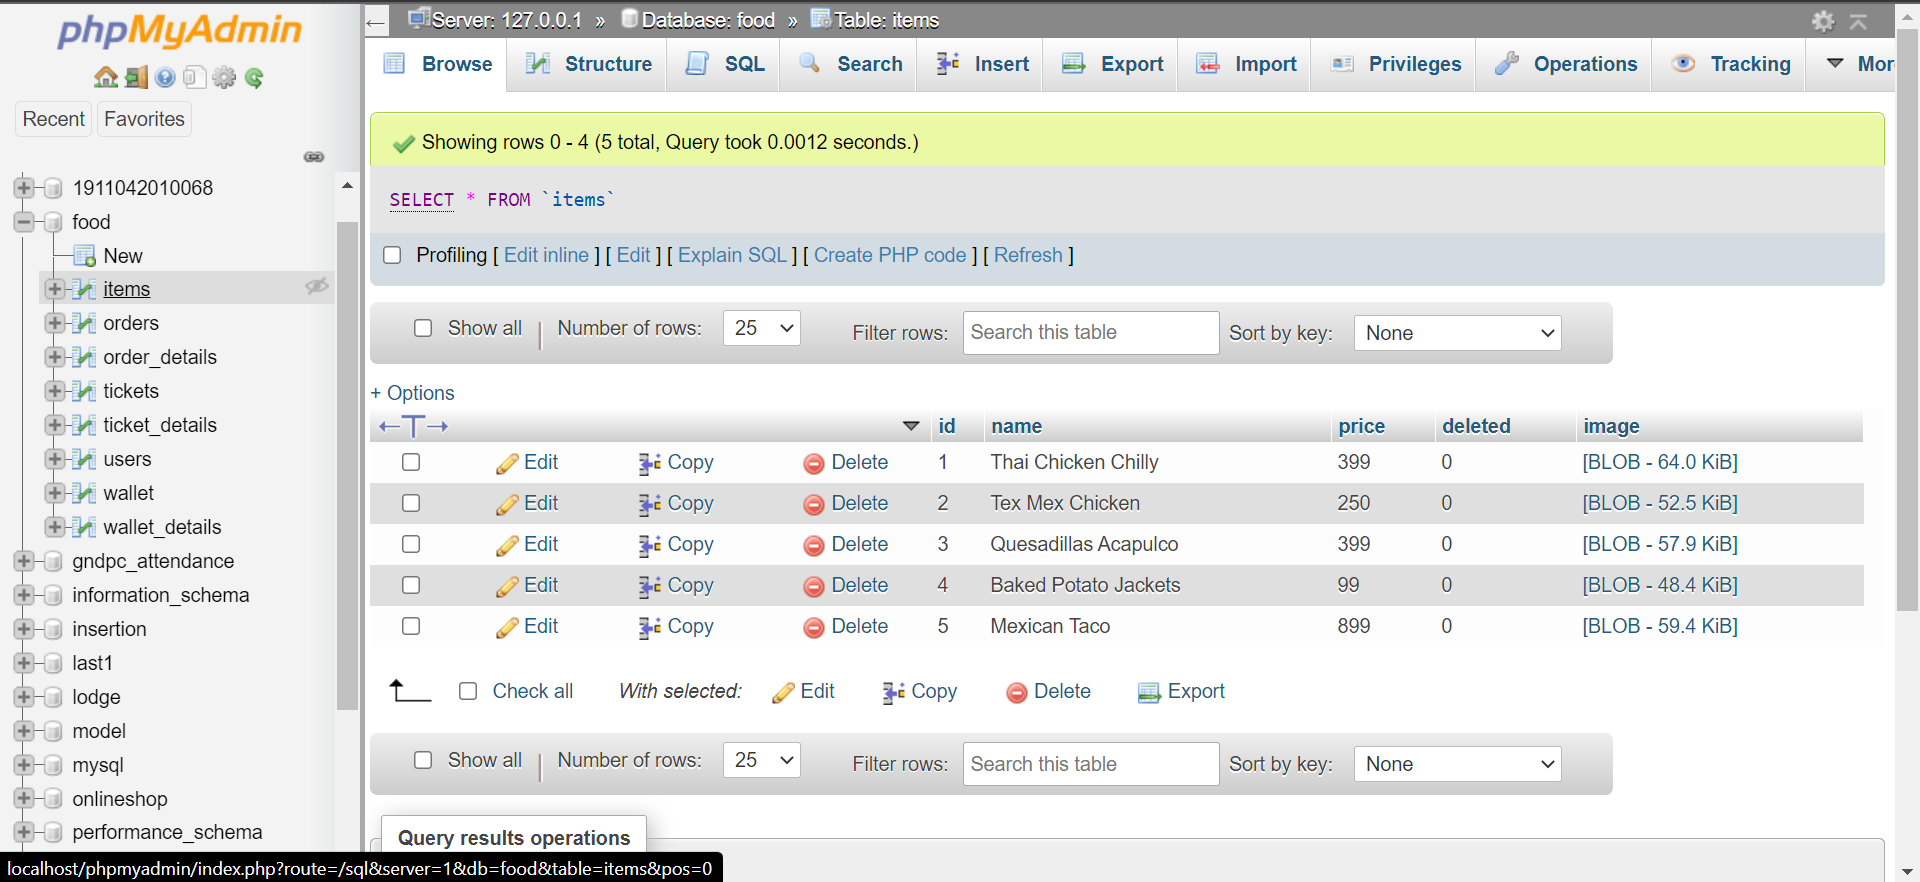 phpMyAdmin
Recent Favorites
1911042010068
food
New
items
orders
order_details
tickets
ticket_details
users
wallet
wallet_details
gndpc_attendance
information_schema
insertion
last1
lodge
model
mysql
onlineshop
performance_schema
Server: 127.0.0.1 » Database: food » Table: items
Browse Structure SQL Search Insert Export Import Privileges Operations Tracking Mor
Showing rows 0 - 4 (5 total, Query took 0.0012 seconds.)
SELECT * FROM `items`
Profiling [ Edit inline ] [ Edit ] [ Explain SQL ] [ Create PHP code ] [ Refresh ]
Show all | Number of rows: 25 Filter rows: Search this table Sort by key: None
+ Options
←T→ id name price deleted image
Edit Copy Delete 1 Thai Chicken Chilly 399 0 [BLOB - 64.0 KiB]
Edit Copy Delete 2 Tex Mex Chicken 250 0 [BLOB - 52.5 KiB]
Edit Copy Delete 3 Quesadillas Acapulco 399 0 [BLOB - 57.9 KiB]
Edit Copy Delete 4 Baked Potato Jackets 99 0 [BLOB - 48.4 KiB]
Edit Copy Delete 5 Mexican Taco 899 0 [BLOB - 59.4 KiB]
Check all With selected: Edit Copy Delete Export
Show all | Number of rows: 25 Filter rows: Search this table Sort by key: None
Query results operations
localhost/phpmyadmin/index.php?route=/sql&server=1&db=food&table=items&pos=0